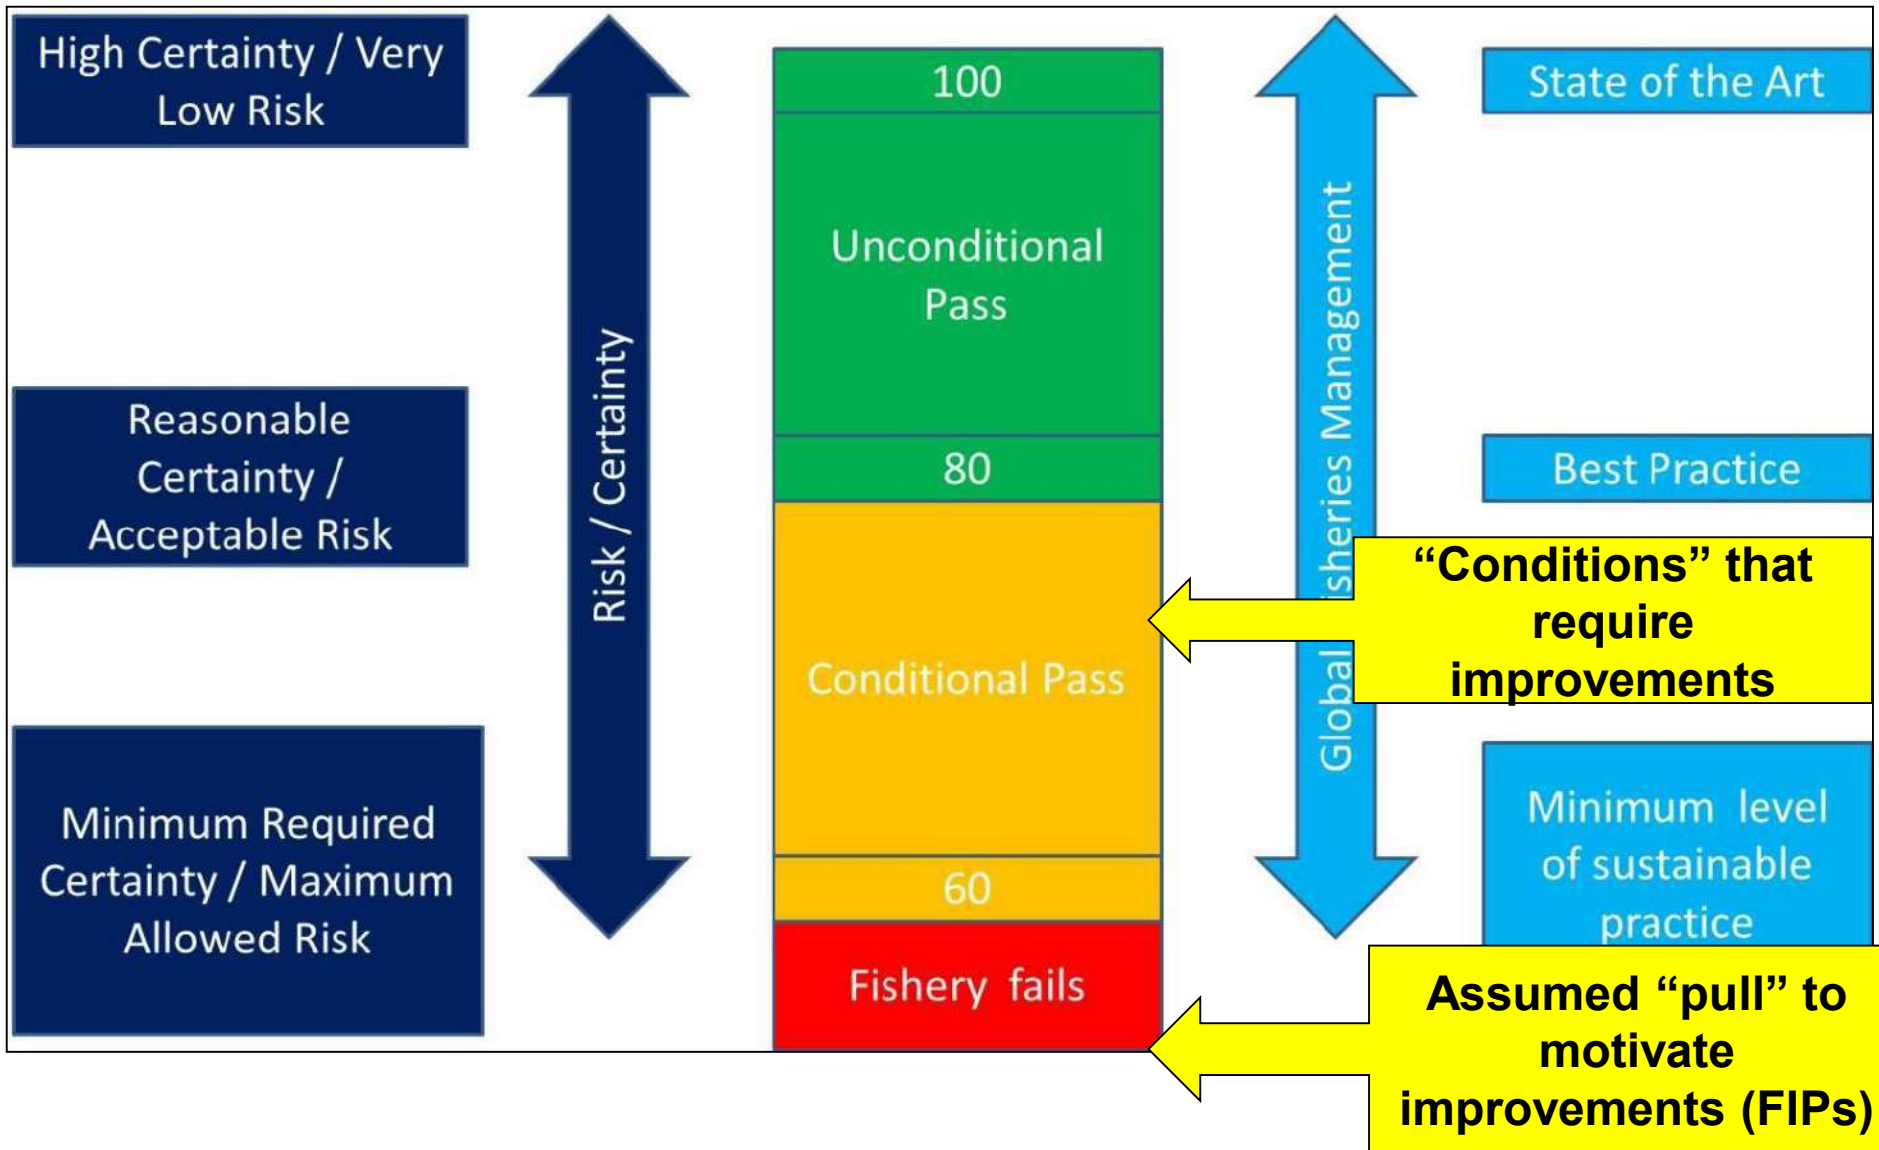 High Certainty / Very
Low Risk
Reasonable
Certainty /
Acceptable Risk
Minimum Required
Certainty / Maximum
Allowed Risk
Risk / Certainty
100
Unconditional
Pass
80
Conditional Pass
60
Fishery fails
Global isheries Management
State of the Art
Best Practice
“Conditions” that
require
improvements
Minimum level
of sustainable
practice
Assumed “pull” to
motivate
improvements (FIPs)